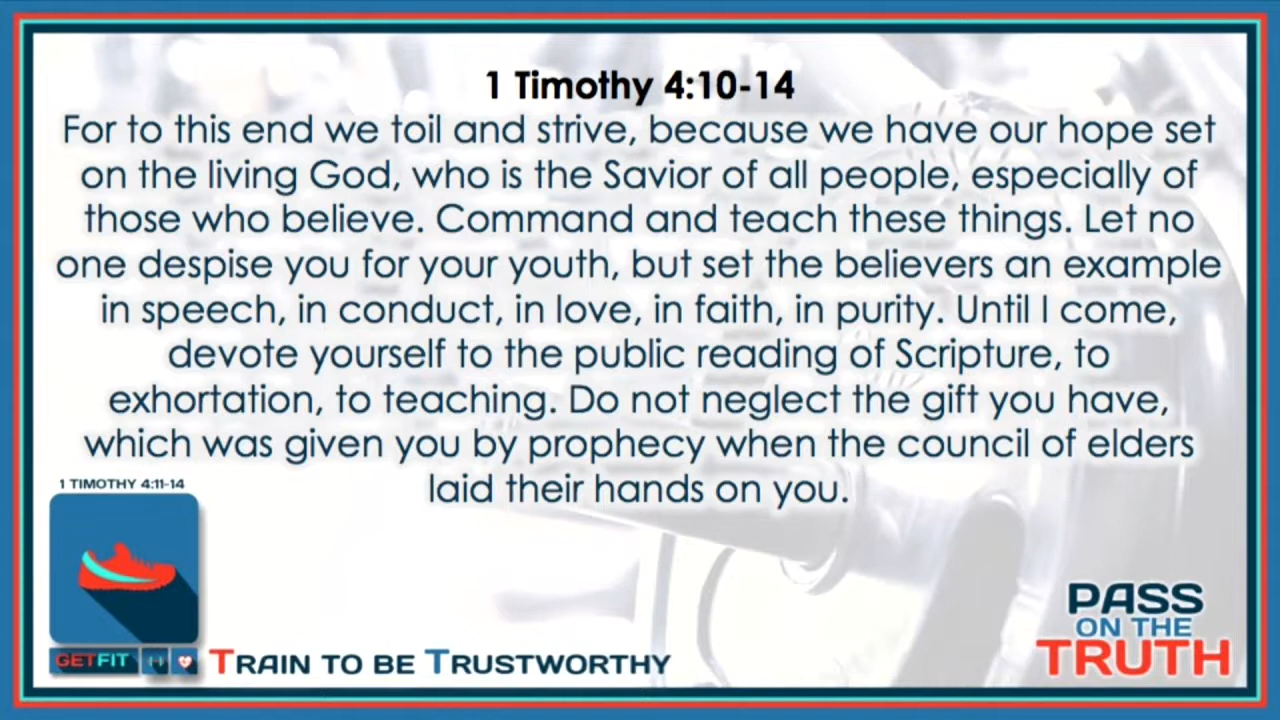 1 Timothy 4:10-14
For to this end we toil and strive, because we have our hope set
on the living God, who is the Savior of all people, especially of
those who believe. Command and teach these things. Let no
one despise you for your youth, but set the believers an example
in speech, in conduct, in love, in faith, in purity. Until I come,
devote yourself to the public reading of Scripture, to
exhortation, to teaching. Do not neglect the gift you have,
which was given you by prophecy when the council of elders
laid their hands on you.
1 TIMOTHY 4:11-14
GETFIT
TRAIN TO BE TRUSTWORTHY
PASS
ON THE
TRUTH